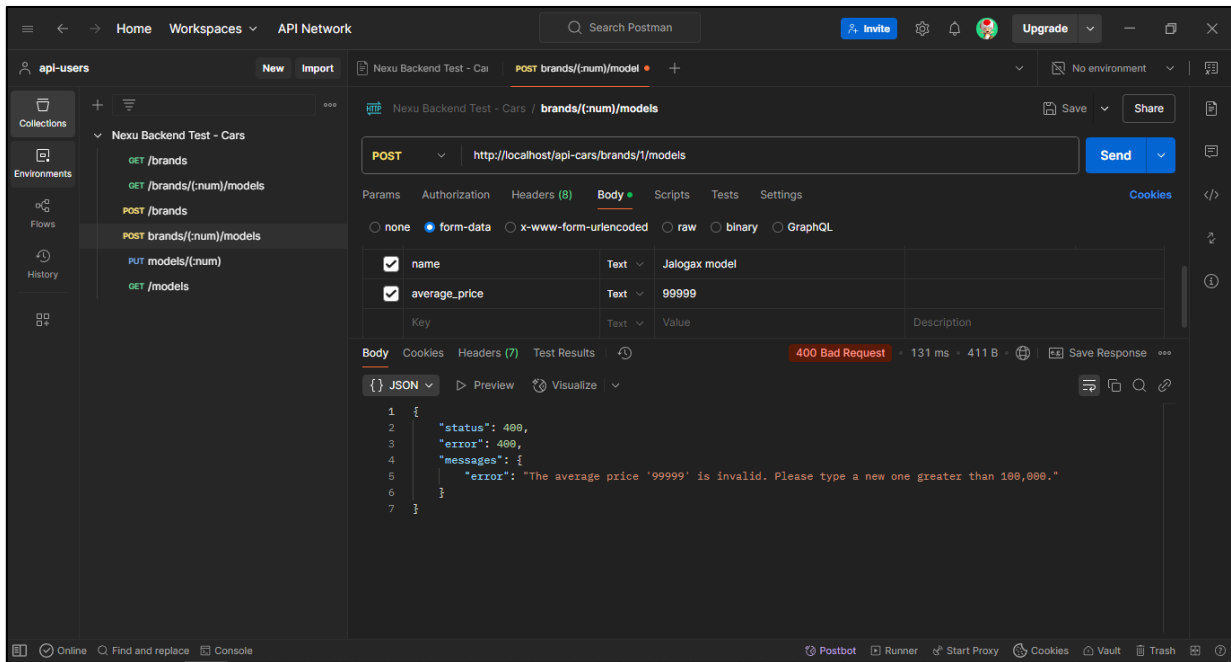 Home Workspaces API Network Search Postman Invite Upgrade
api-users New Import Nexu Backend Test - Car POST brands/(:num)/model No environment
Collections
Environments
Flows
History
Nexu Backend Test - Cars
GET /brands
GET /brands/(:num)/models
POST /brands
POST brands/(:num)/models
PUT models/(:num)
GET /models
HTTP Nexu Backend Test - Cars / brands/(:num)/models Save Share
POST http://localhost/api-cars/brands/1/models Send
Params Authorization Headers (8) Body Scripts Tests Settings Cookies
none form-data x-www-form-urlencoded raw binary GraphQL
name Text Jalogax model
average_price Text 99999
Key Text Value Description
Body Cookies Headers (7) Test Results 400 Bad Request 131 ms 411 B e.g. Save Response
{} JSON Preview Visualize
1 {
2 "status": 400,
3 "error": 400,
4 "messages": {
5 "error": "The average price '99999' is invalid. Please type a new one greater than 100,000."
6 }
7 }
Online Find and replace Console Postbot Runner Start Proxy Cookies Vault Trash